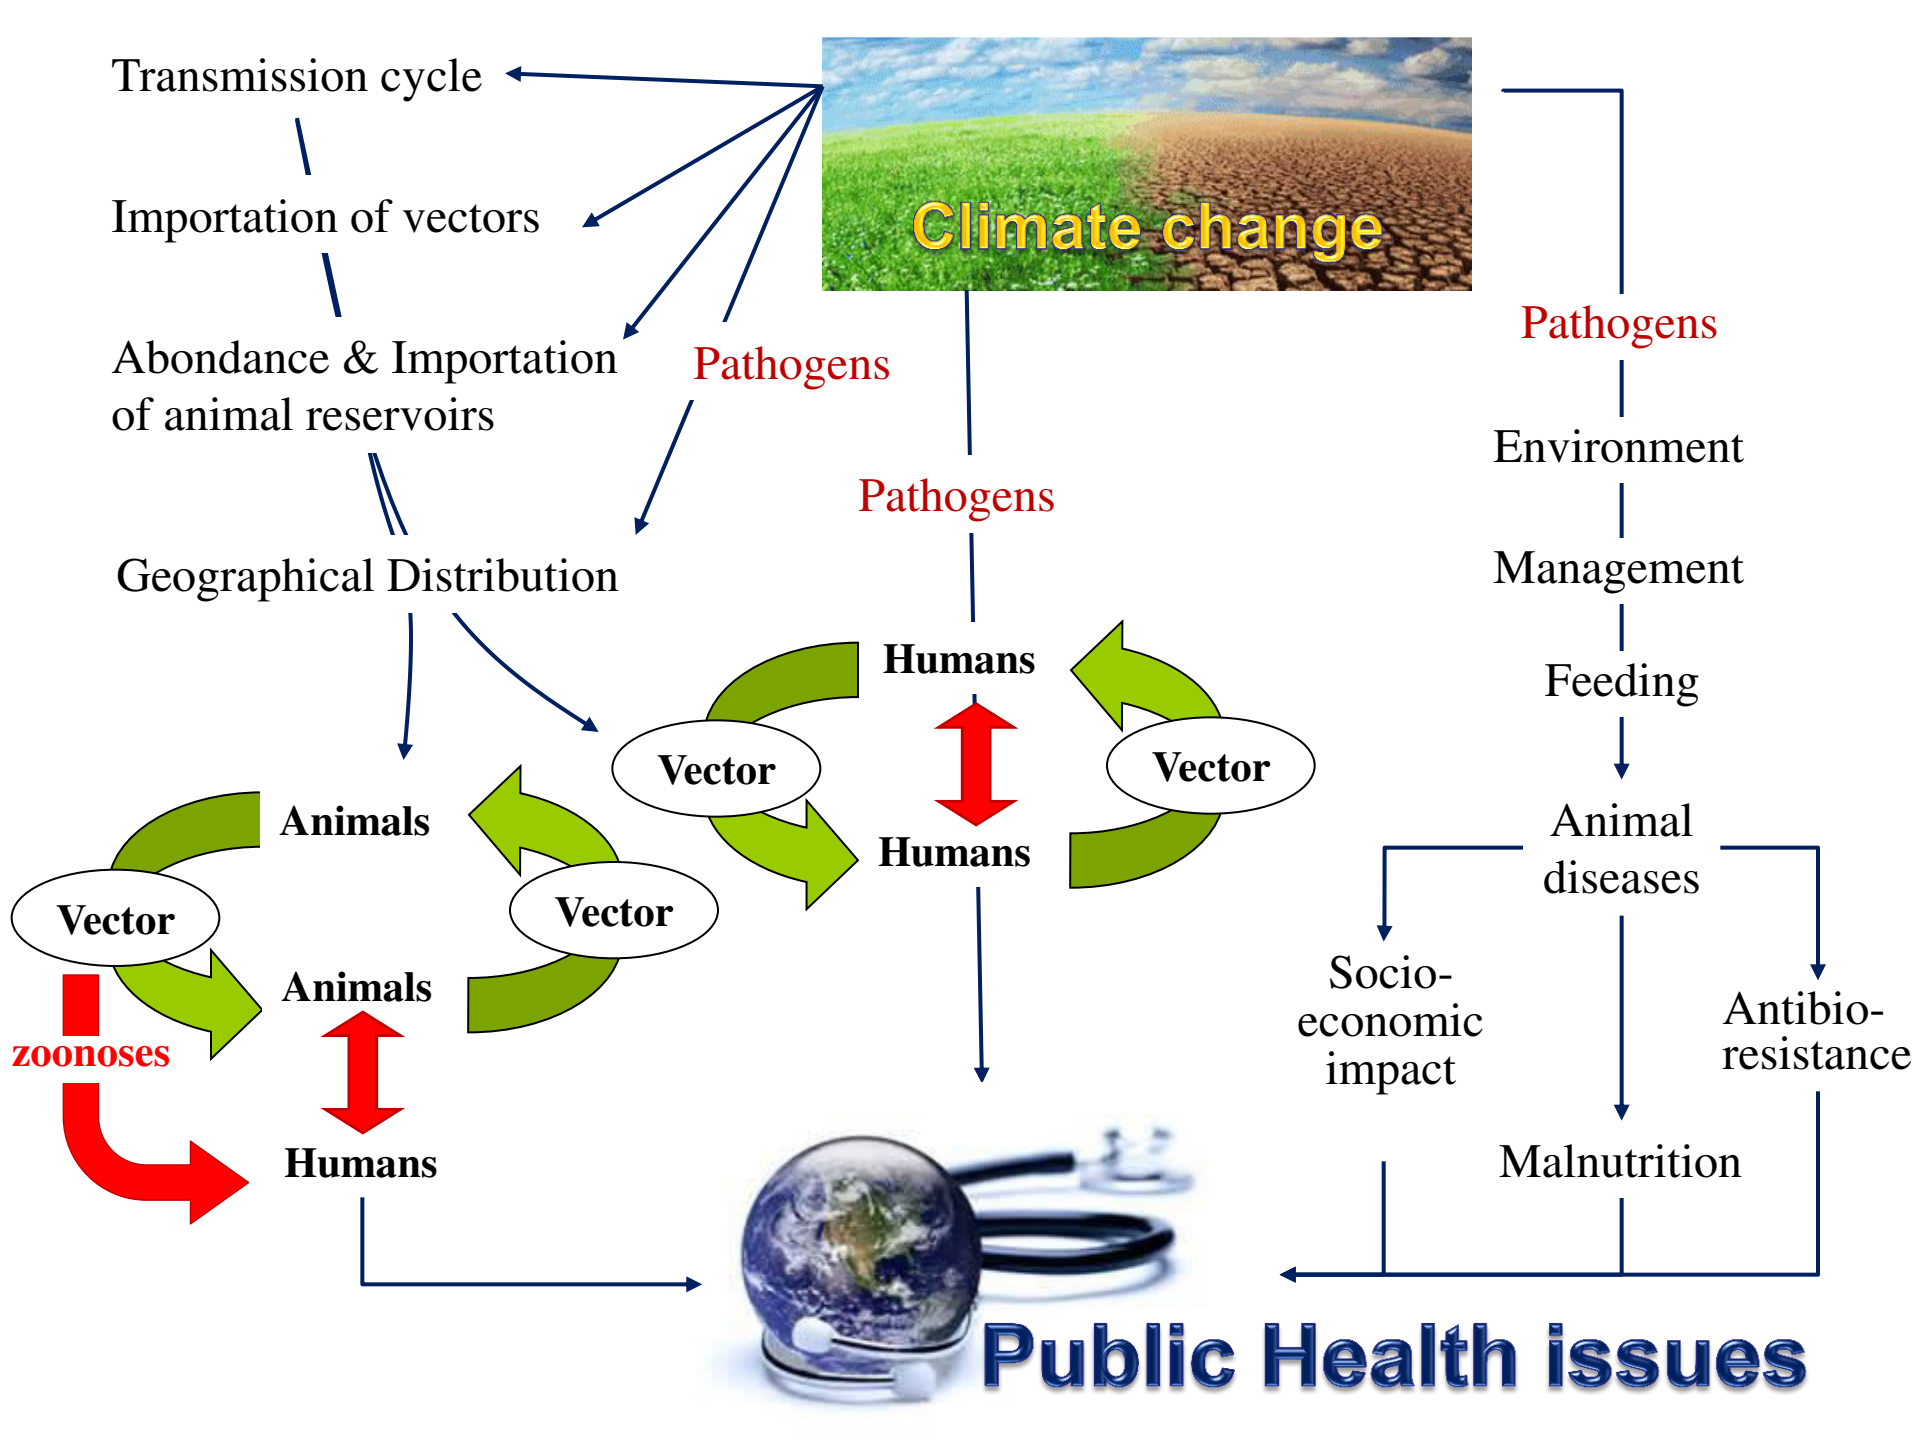 Transmission cycle
Importation of vectors
Abondance & Importation
of animal reservoirs
Geographical Distribution
Climate change
Pathogens
Pathogens
Pathogens
Environment
Management
Feeding
Animal
diseases
Socio-
economic
impact
Malnutrition
Antibio-
resistance
Humans
Vector
Vector
Humans
Animals
Vector
Vector
Animals
zoonoses
Humans
Public Health issues